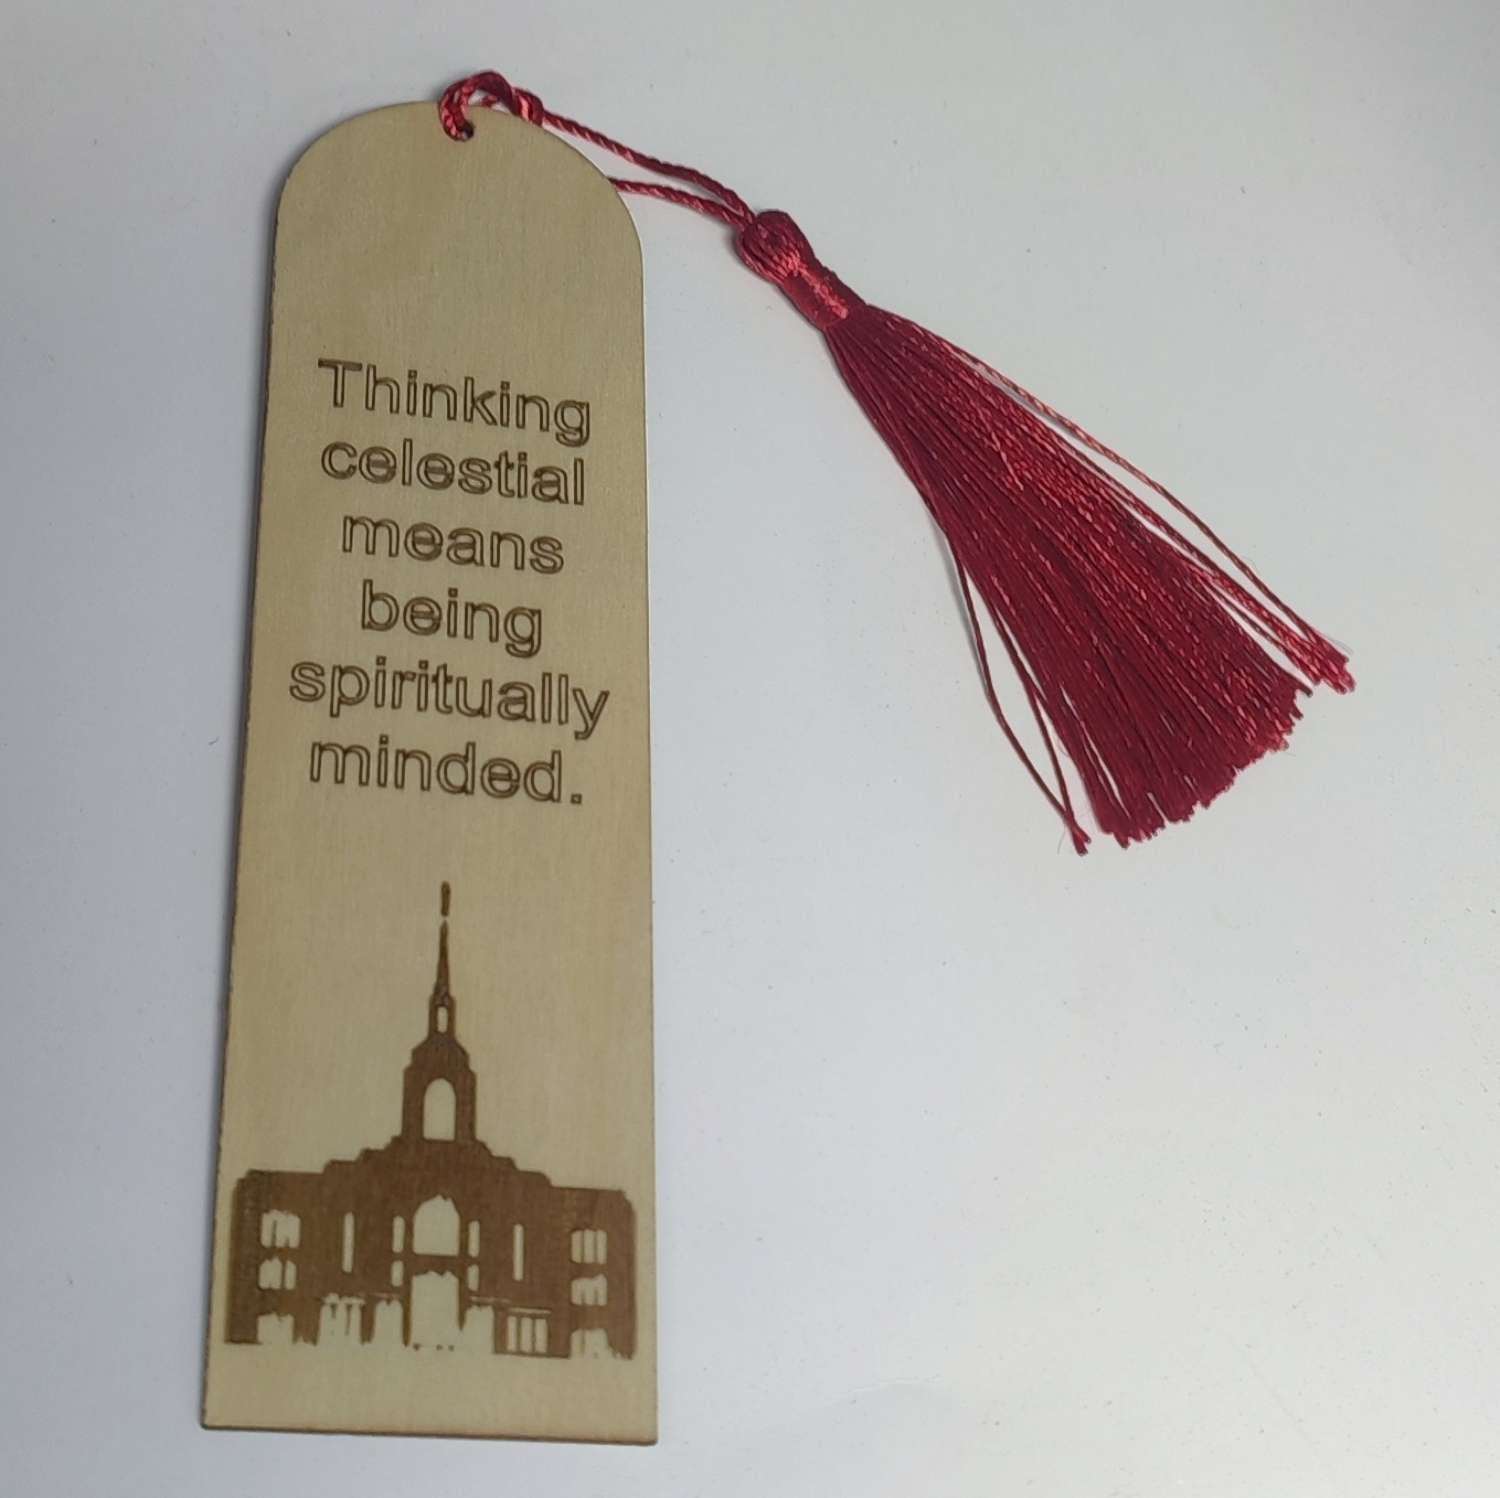 Thinking
celestial
means
being
spiritually
minded.